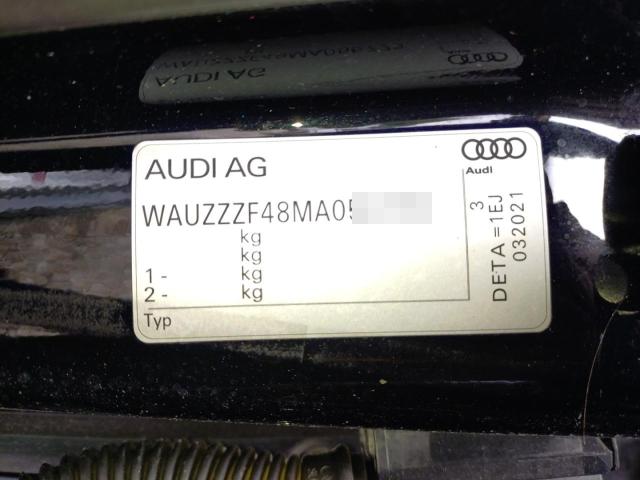 AUDI AG
Audi
WAUZZZF48MA05
kg
kg
1 - kg
2 - kg
Typ
3
DETA =1EJ
032021
AUDI AG